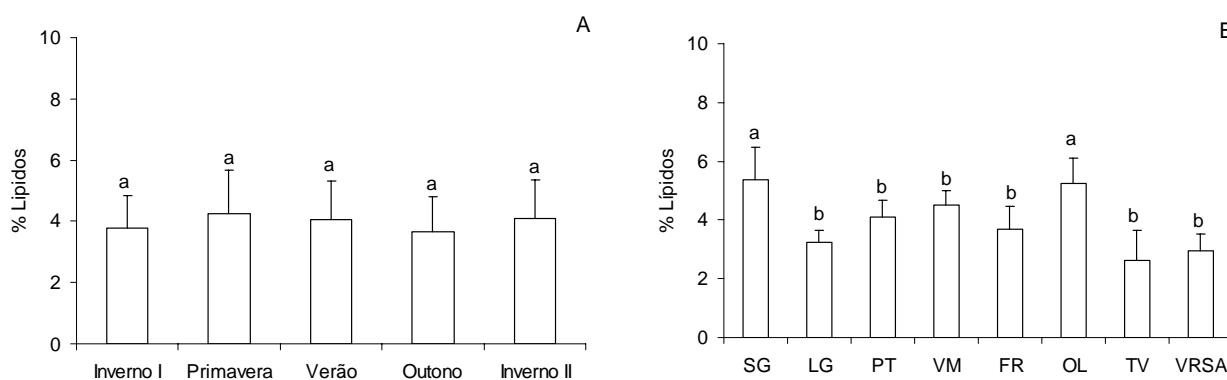 A
10
8
6
4
2
0
% Lipidos
a a a a a
Inverno I Primavera Verão Outono Inverno II
B
10
8
6
4
2
0
% Lípidos
a b b b b a b b
SG LG PT VM FR OL TV VRSA